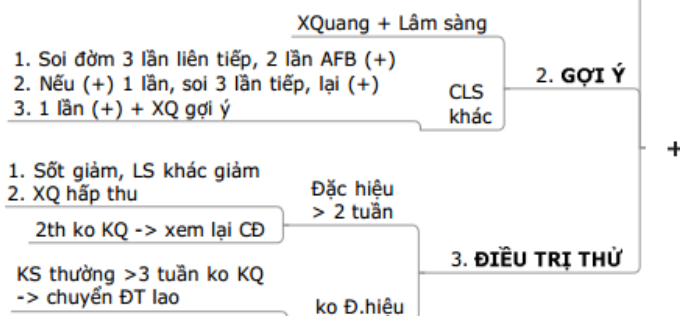 XQuang + Lâm sàng
1. Soi đờm 3 lần liên tiếp, 2 lần AFB (+)
2. Nếu (+) 1 lần, soi 3 lần tiếp, lại (+)
3. 1 lần (+) + XQ gợi ý
CLS
khác
2. GỢI Ý
+
1. Sốt giảm, LS khác giảm
2. XQ hấp thu
2th ko KQ -> xem lại CĐ
Đặc hiệu
> 2 tuần
3. ĐIỀU TRỊ THỬ
KS thường >3 tuần ko KQ
-> chuyển ĐT lao
ko Đ.hiệu